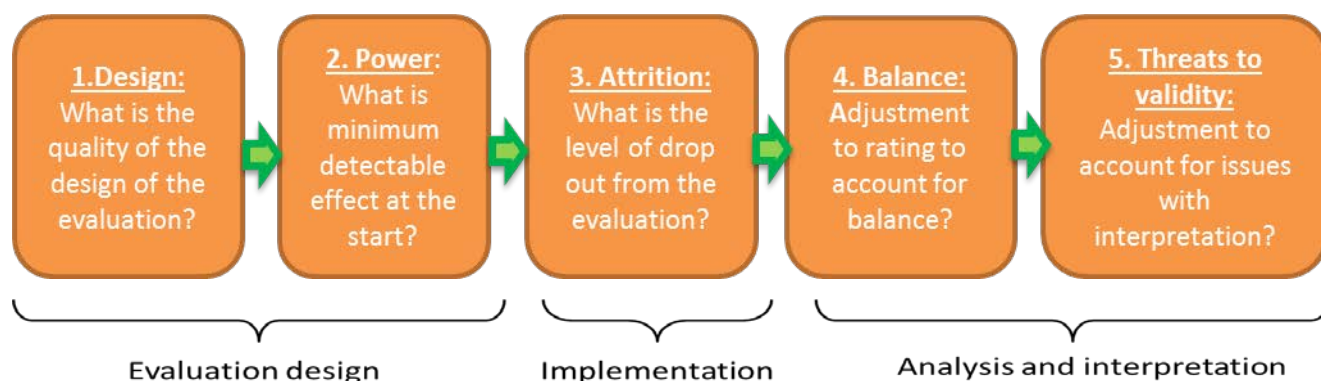 1.Design:
What is the
quality of the
design of the
evaluation?
2. Power:
What is
minimum
detectable
effect at the
start?
3. Attrition:
What is the
level of drop
out from the
evaluation?
4. Balance:
Adjustment
to rating to
account for
balance?
5. Threats to
validity:
Adjustment to
account for issues
with
interpretation?
Evaluation design
Implementation
Analysis and interpretation